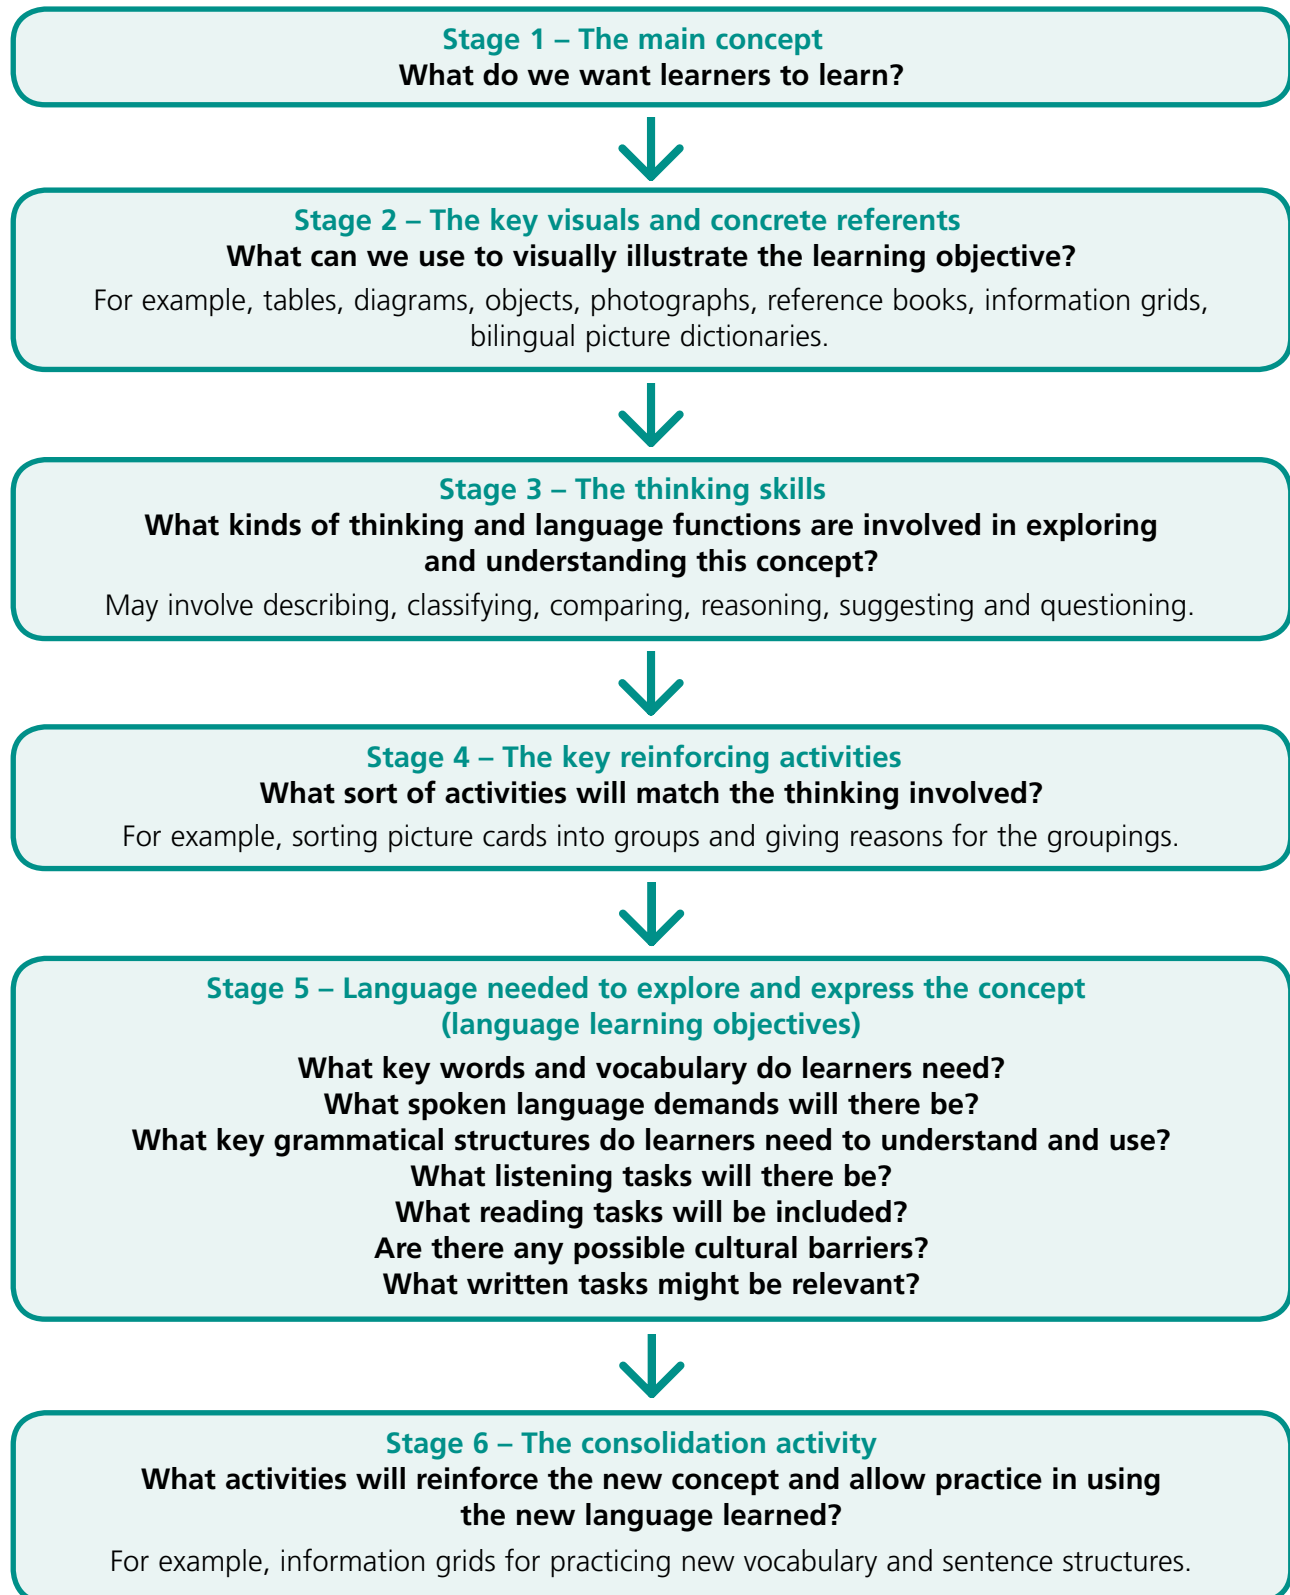 Stage 1 – The main concept
What do we want learners to learn?
Stage 2 – The key visuals and concrete referents
What can we use to visually illustrate the learning objective?
For example, tables, diagrams, objects, photographs, reference books, information grids,
bilingual picture dictionaries.
Stage 3 – The thinking skills
What kinds of thinking and language functions are involved in exploring
and understanding this concept?
May involve describing, classifying, comparing, reasoning, suggesting and questioning.
Stage 4 – The key reinforcing activities
What sort of activities will match the thinking involved?
For example, sorting picture cards into groups and giving reasons for the groupings.
Stage 5 – Language needed to explore and express the concept
(language learning objectives)
What key words and vocabulary do learners need?
What spoken language demands will there be?
What key grammatical structures do learners need to understand and use?
What listening tasks will there be?
What reading tasks will be included?
Are there any possible cultural barriers?
What written tasks might be relevant?
Stage 6 – The consolidation activity
What activities will reinforce the new concept and allow practice in using
the new language learned?
For example, information grids for practicing new vocabulary and sentence structures.